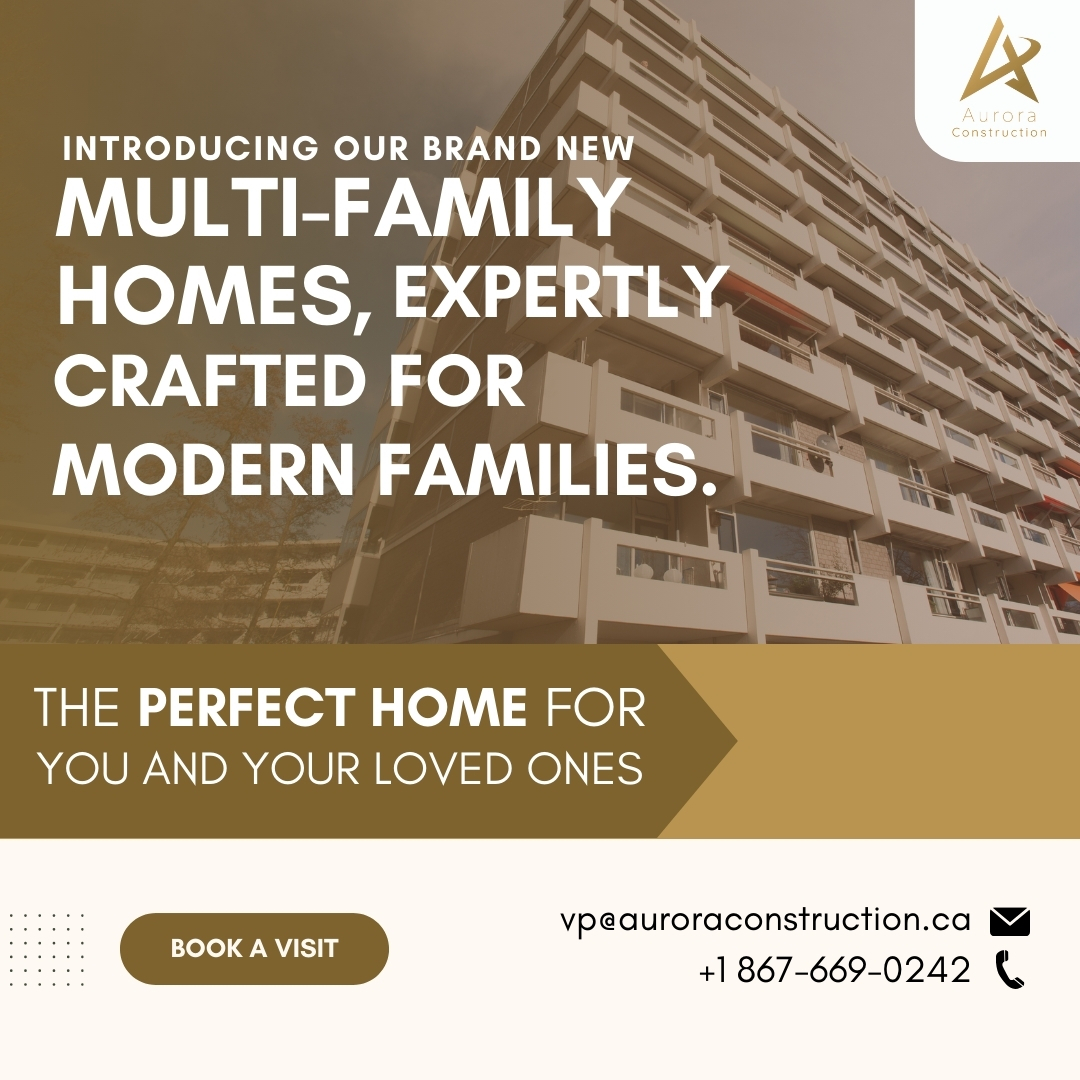 Aurora
Construction
INTRODUCING OUR BRAND NEW
MULTI-FAMILY
HOMES, EXPERTLY
CRAFTED FOR
MODERN FAMILIES.
THE PERFECT HOME FOR
YOU AND YOUR LOVED ONES
BOOK A VISIT
vp@auroraconstruction.ca
+1 867-669-0242